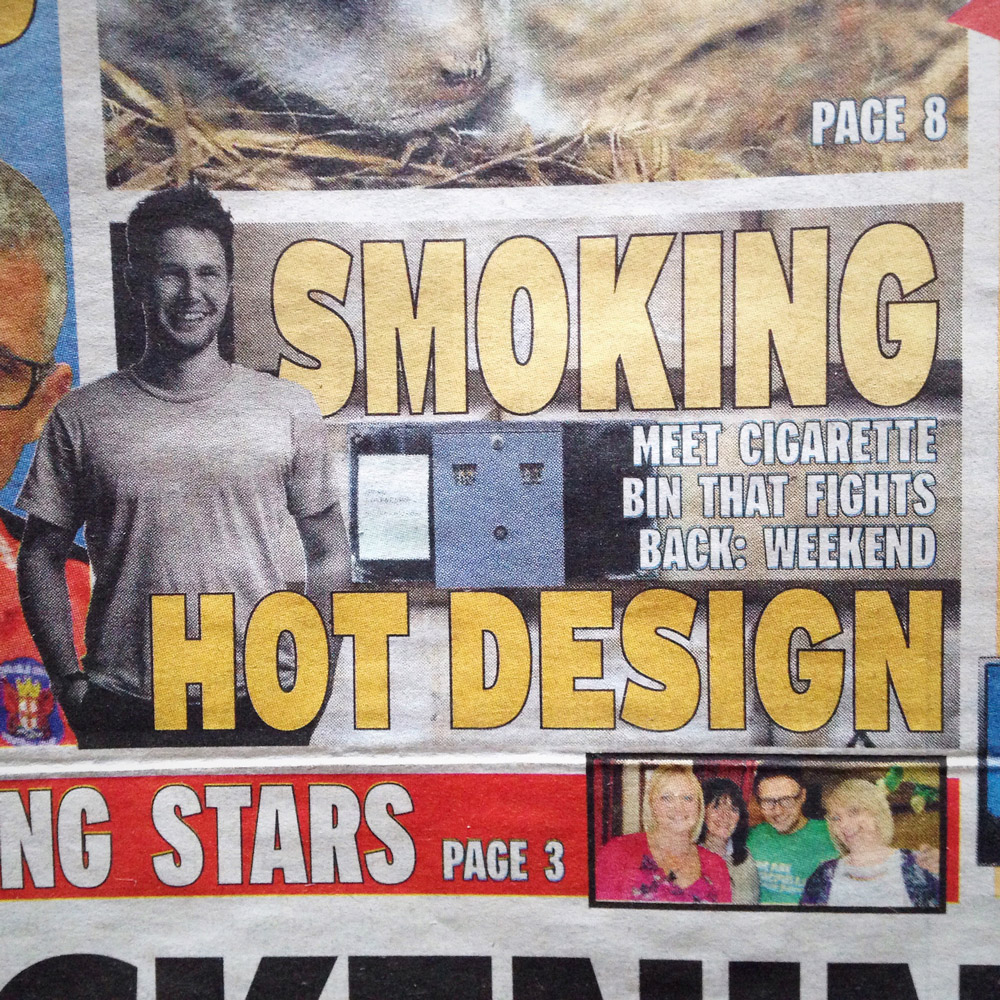 PAGE 8
SMOKING
MEET CIGARETTE
BIN THAT FIGHTS
BACK: WEEKEND
HOT DESIGN
NG STARS PAGE 3